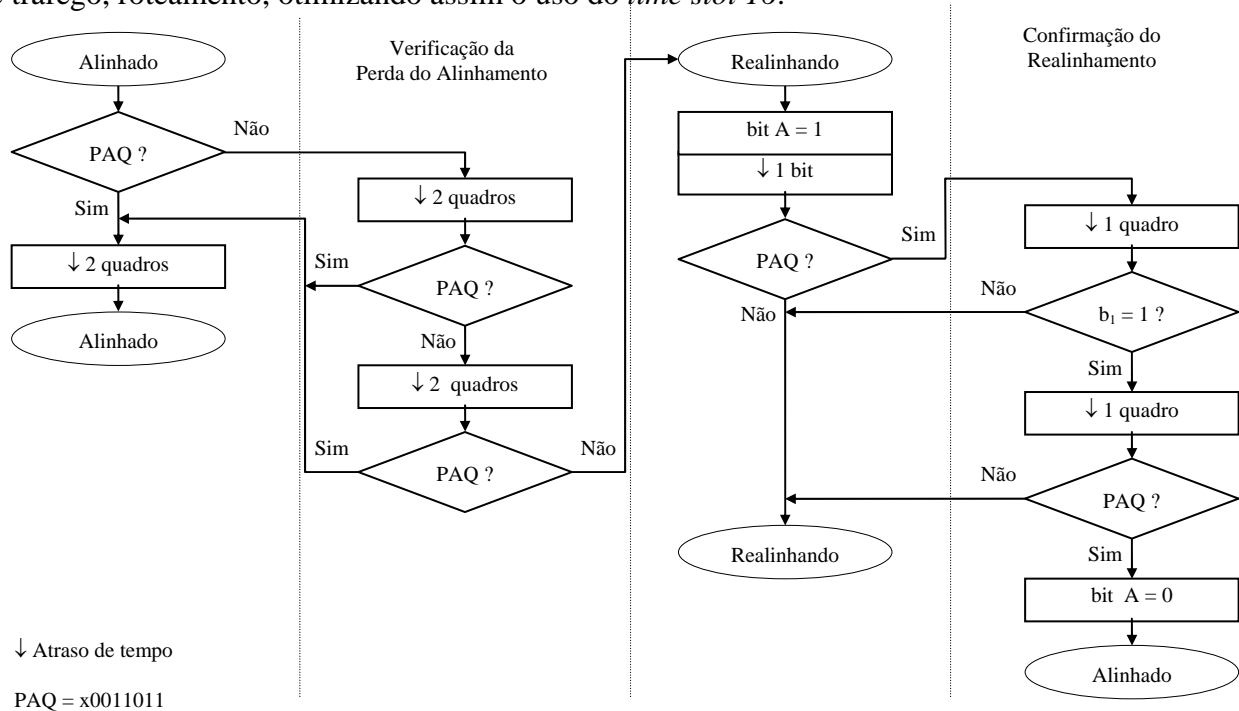 tráfego, roteamento, otimizando assim o uso do time slot 16.
Alinhado
PAQ ?
Não
Sim
↓ 2 quadros
Alinhado
Verificação da
Perda do Alinhamento
↓ 2 quadros
Sim
PAQ ?
Não
↓ 2 quadros
Sim
PAQ ?
Não
Realinhando
bit A = 1
↓ 1 bit
PAQ ?
Sim
Não
Realinhando
Confirmação do
Realinhamento
↓ 1 quadro
Não
b₁ = 1 ?
Sim
↓ 1 quadro
Não
PAQ ?
Sim
bit A = 0
Alinhado
↓ Atraso de tempo
PAQ = x0011011